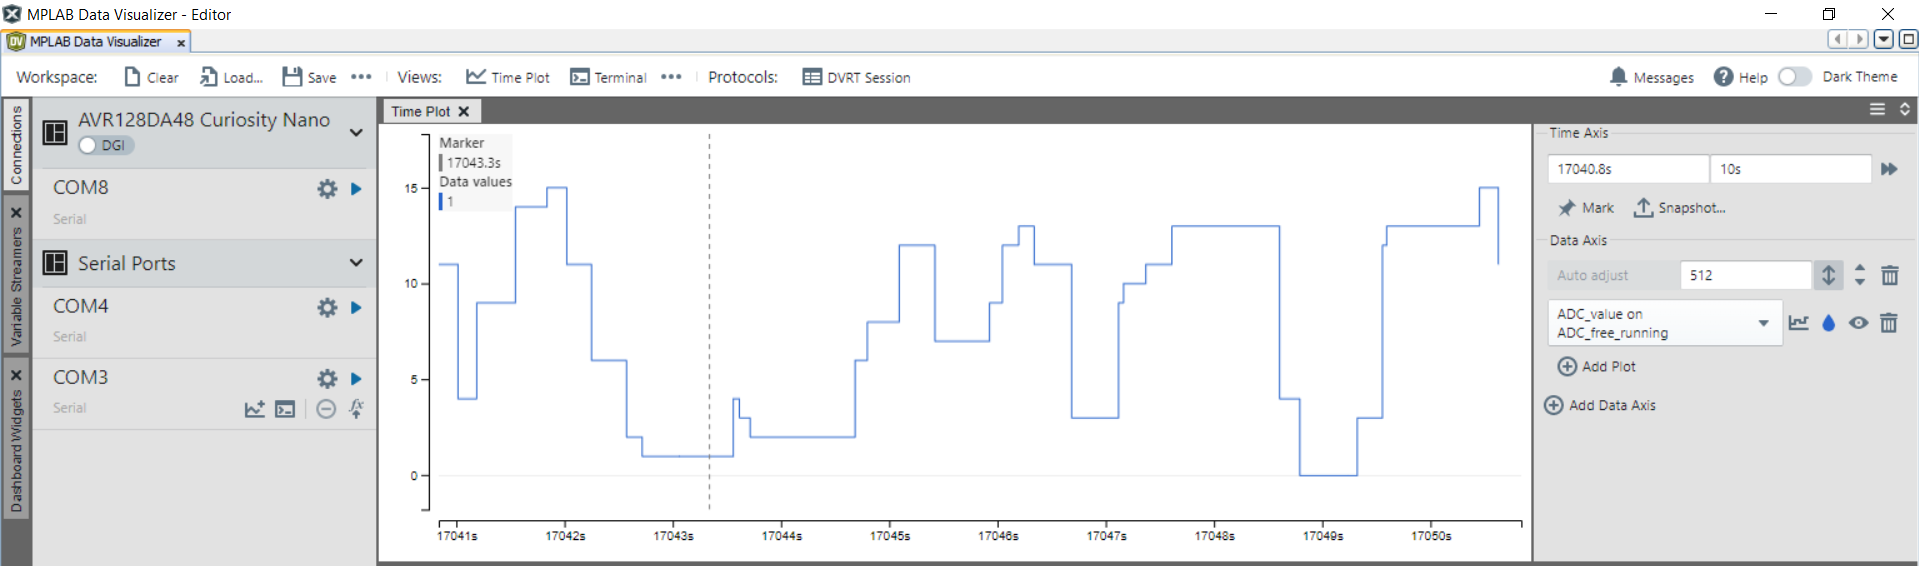 MPLAB Data Visualizer - Editor
DV MPLAB Data Visualizer x
Workspace: Clear Load... Save ••• Views: Time Plot Terminal ••• Protocols: DVRT Session Messages Help Dark Theme
Connections
Variable Streamers
Dashboard Widgets
AVR128DA48 Curiosity Nano
DGI
COM8
Serial
Serial Ports
COM4
Serial
COM3
Serial
fx
Time Plot
Marker
17043.3s
Data values
1
15
10
5
0
17041s 17042s 17043s 17044s 17045s 17046s 17047s 17048s 17049s 17050s
Time Axis
17040.8s 10s
Mark Snapshot...
Data Axis
Auto adjust 512
ADC_value on
ADC_free_running
Add Plot
Add Data Axis